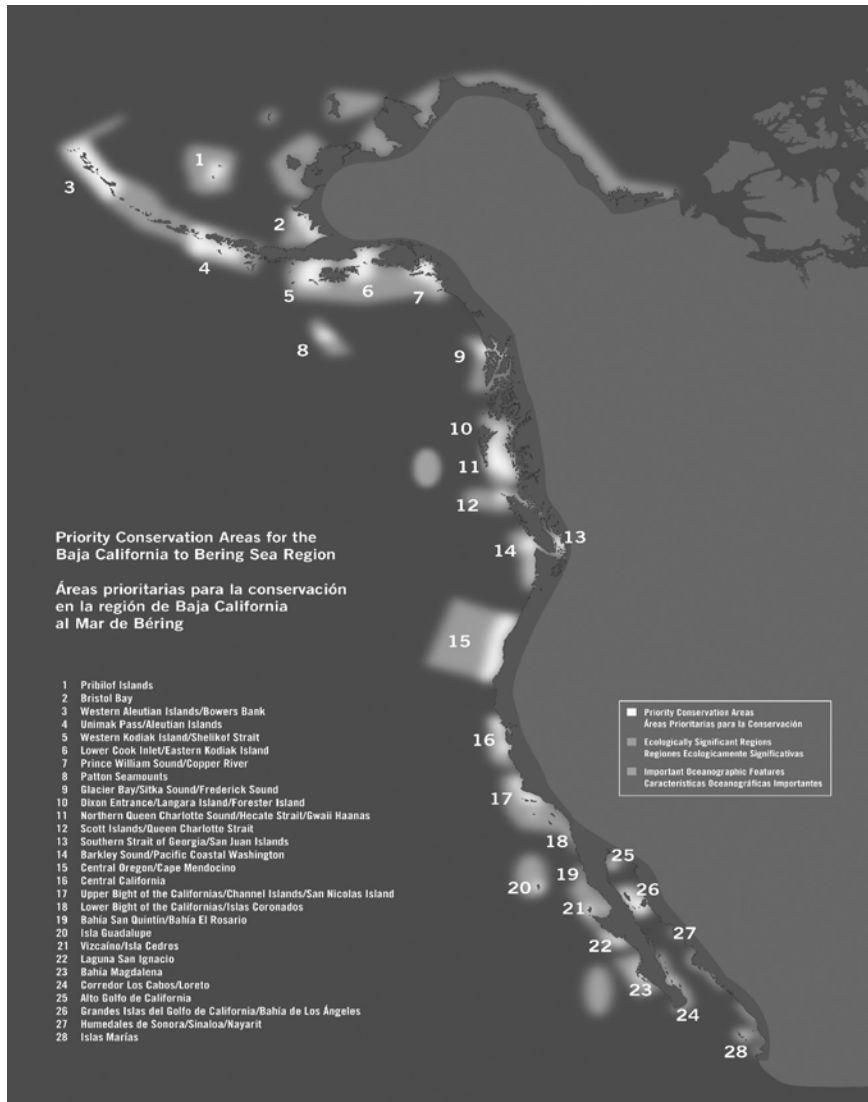 1
2
3
4
5
6
7
8
9
10
11
12
13
14
15
16
17
18
19
20
21
22
23
24
25
26
27
28
Priority Conservation Areas for the
Baja California to Bering Sea Region
Áreas prioritarias para la conservación
en la región de Baja California
al Mar de Béring
1 Pribilof Islands
2 Bristol Bay
3 Western Aleutian Islands/Bowers Bank
4 Unimak Pass/Aleutian Islands
5 Western Kodiak Island/Shelikof Strait
6 Lower Cook Inlet/Eastern Kodiak Island
7 Prince William Sound/Copper River
8 Patton Seamounts
9 Glacier Bay/Sitka Sound/Frederick Sound
10 Dixon Entrance/Langara Island/Forester Island
11 Northern Queen Charlotte Sound/Hecate Strait/Gwaii Haanas
12 Scott Islands/Queen Charlotte Strait
13 Southern Strait of Georgia/San Juan Islands
14 Barkley Sound/Pacific Coastal Washington
15 Central Oregon/Cape Mendocino
16 Central California
17 Upper Bight of the Californias/Channel Islands/San Nicolas Island
18 Lower Bight of the Californias/Islas Coronados
19 Bahía San Quintín/Bahía El Rosario
20 Isla Guadalupe
21 Vizcaíno/Isla Cedros
22 Laguna San Ignacio
23 Bahía Magdalena
24 Corredor Los Cabos/Loreto
25 Alto Golfo de California
26 Grandes Islas del Golfo de California/Bahía de Los Ángeles
27 Humedales de Sonora/Sinaloa/Nayarit
28 Islas Marías
Priority Conservation Areas
Áreas Prioritarias para la Conservación
Ecologically Significant Regions
Regiones Ecologicamente Significativas
Important Oceanographic Features
Características Oceanográficas Importantes